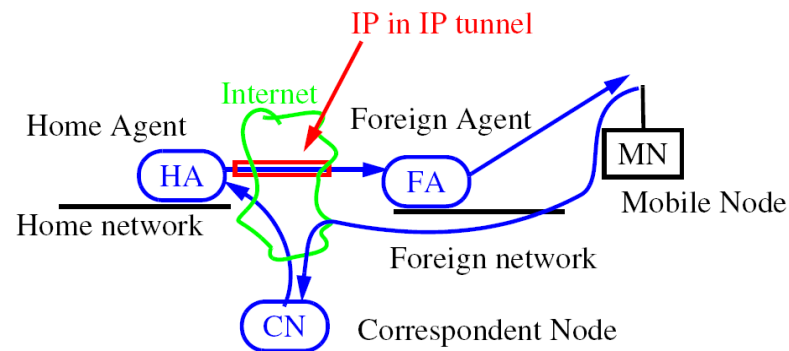 IP in IP tunnel
Internet
Home Agent
Foreign Agent
HA
FA
MN
Mobile Node
Home network
Foreign network
CN
Correspondent Node